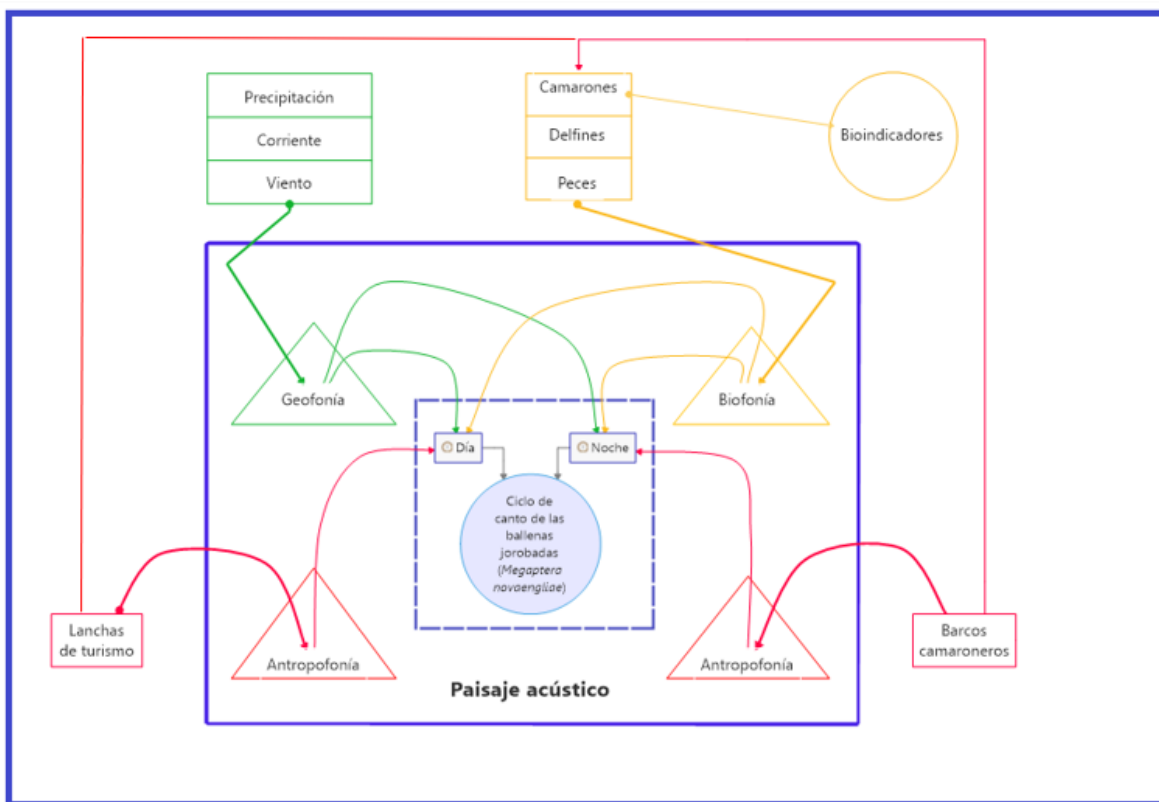 Precipitación
Corriente
Viento
Camarones
Delfines
Peces
Bioindicadores
Geofonía
Biofonía
Día
Noche
Ciclo de
canto de las
ballenas
jorobadas
(Megaptera
novaengliae)
Lanchas
de turismo
Antropofonía
Antropofonía
Barcos
camaroneros
Paisaje acústico